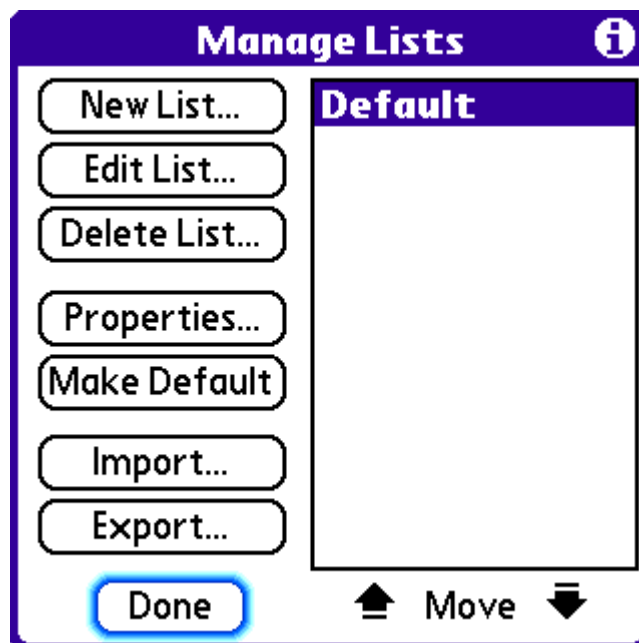 Manage Lists i
New List...
Default
Edit List...
Delete List...
Properties...
Make Default
Import...
Export...
Done
Move